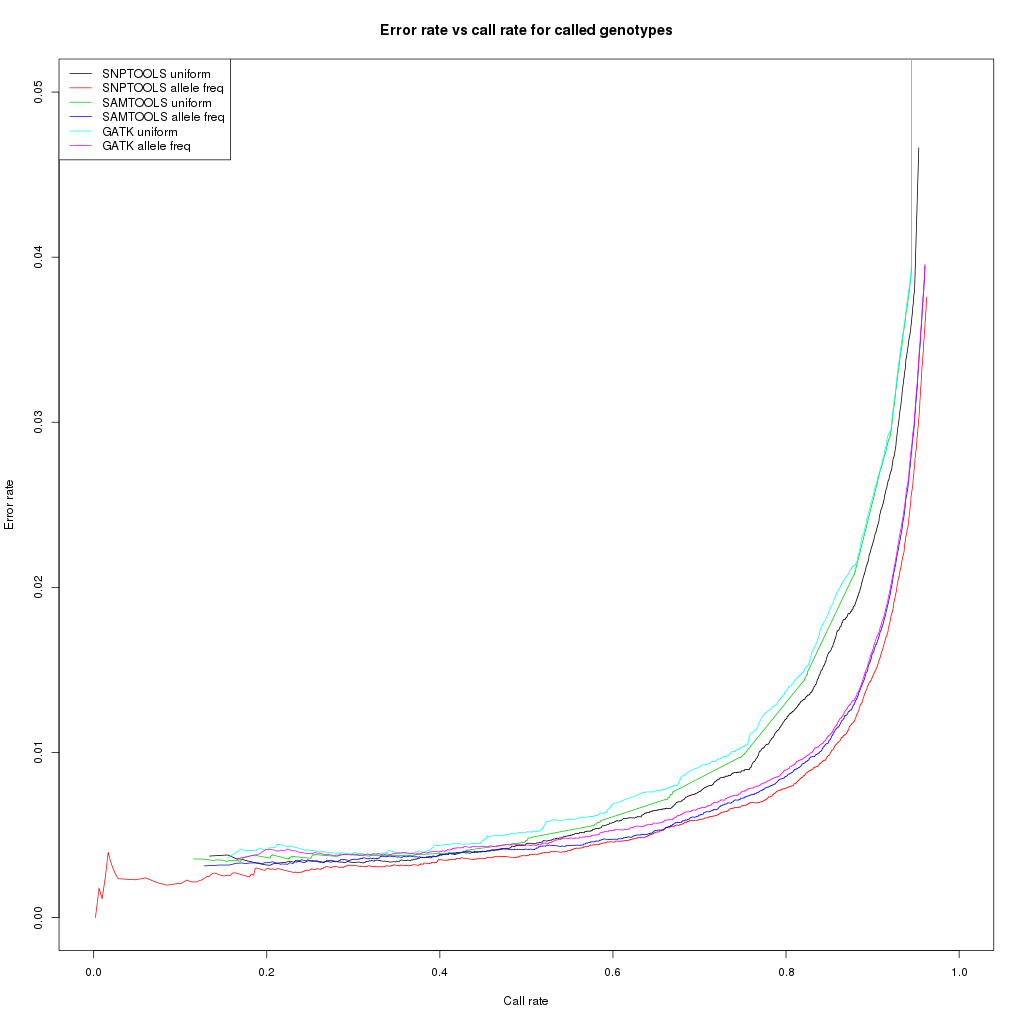 Error rate vs call rate for called genotypes
SNPTOOLS uniform
SNPTOOLS allele freq
SAMTOOLS uniform
SAMTOOLS allele freq
GATK uniform
GATK allele freq
0.05
0.04
0.03
0.02
0.01
0.00
Error rate
0.0 0.2 0.4 0.6 0.8 1.0
Call rate